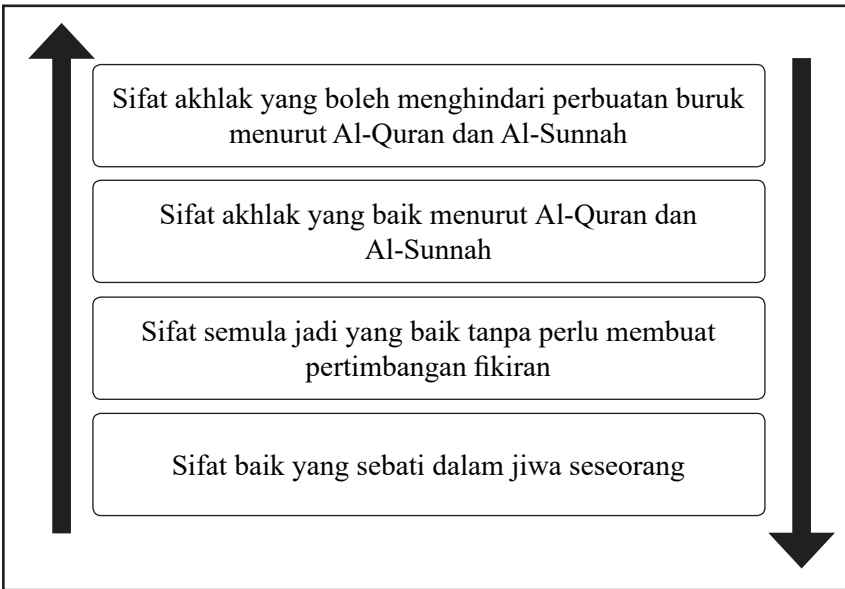 Sifat akhlak yang boleh menghindari perbuatan buruk
menurut Al-Quran dan Al-Sunnah
Sifat akhlak yang baik menurut Al-Quran dan
Al-Sunnah
Sifat semula jadi yang baik tanpa perlu membuat
pertimbangan fikiran
Sifat baik yang sebati dalam jiwa seseorang